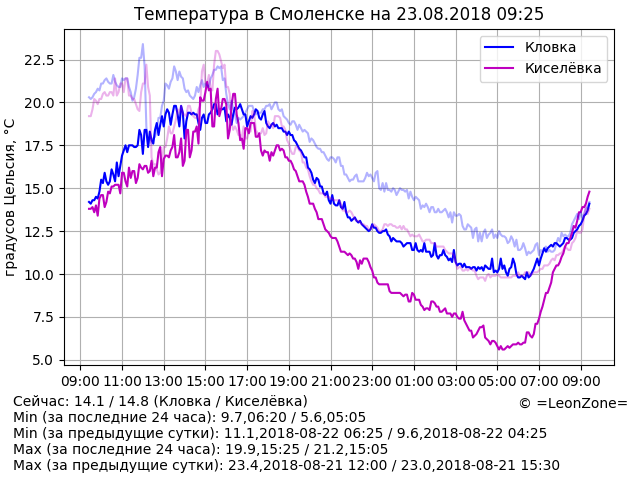 Температура в Смоленске на 23.08.2018 09:25
градусов Цельсия, °C
22.5
20.0
17.5
15.0
12.5
10.0
7.5
5.0
Кловка
Киселёвка
09:00 11:00 13:00 15:00 17:00 19:00 21:00 23:00 01:00 03:00 05:00 07:00 09:00
Сейчас: 14.1 / 14.8 (Кловка / Киселёвка)
© =LeonZone=
Min (за последние 24 часа): 9.7,06:20 / 5.6,05:05
Min (за предыдущие сутки): 11.1,2018-08-22 06:25 / 9.6,2018-08-22 04:25
Max (за последние 24 часа): 19.9,15:25 / 21.2,15:05
Max (за предыдущие сутки): 23.4,2018-08-21 12:00 / 23.0,2018-08-21 15:30